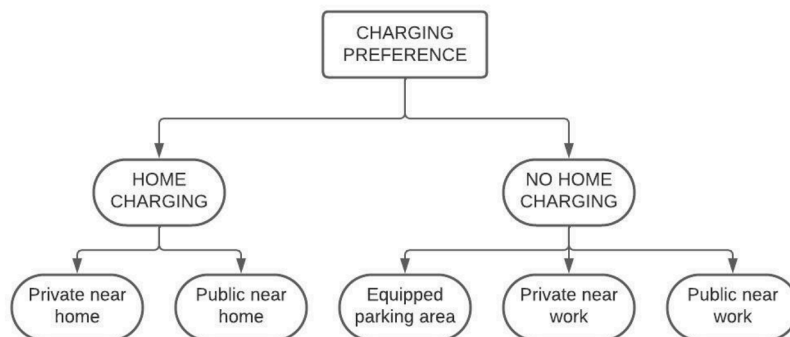 CHARGING
PREFERENCE
HOME
CHARGING
NO HOME
CHARGING
Private near
home
Public near
home
Equipped
parking area
Private near
work
Public near
work